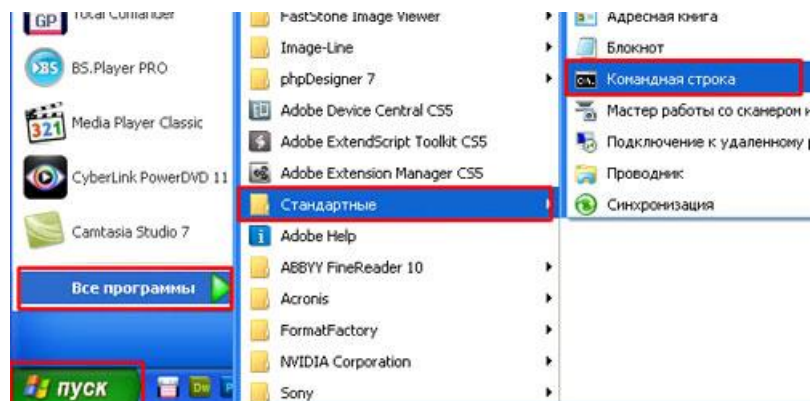 Total Comander
BS.Player PRO
Media Player Classic
CyberLink PowerDVD 11
Camtasia Studio 7
Все программы
пуск
FastStone Image Viewer
Image-Line
phpDesigner 7
Adobe Device Central CS5
Adobe ExtendScript Toolkit CS5
Adobe Extension Manager CS5
Стандартные
Adobe Help
ABBYY FineReader 10
Acronis
FormatFactory
NVIDIA Corporation
Sony
Адресная книга
Блокнот
Командная строка
Мастер работы со сканером и
Подключение к удаленному р
Проводник
Синхронизация